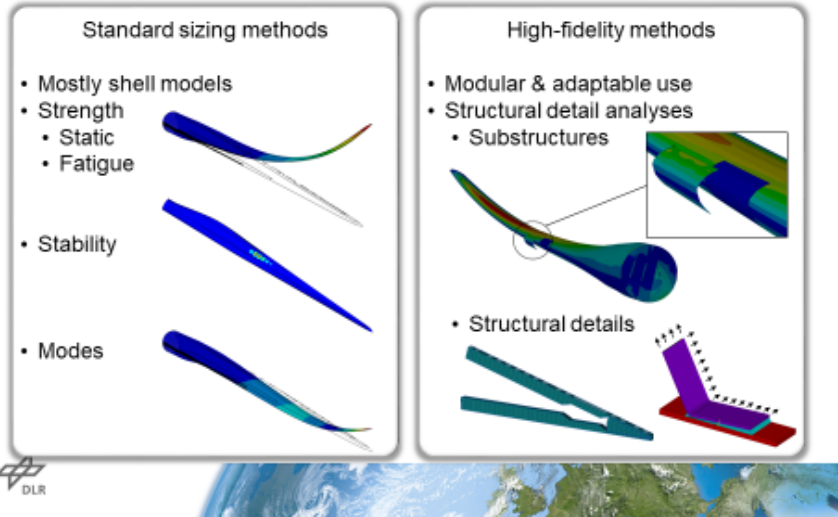 Standard sizing methods
• Mostly shell models
• Strength
• Static
• Fatigue
• Stability
• Modes
High-fidelity methods
• Modular & adaptable use
• Structural detail analyses
• Substructures
• Structural details
DLR